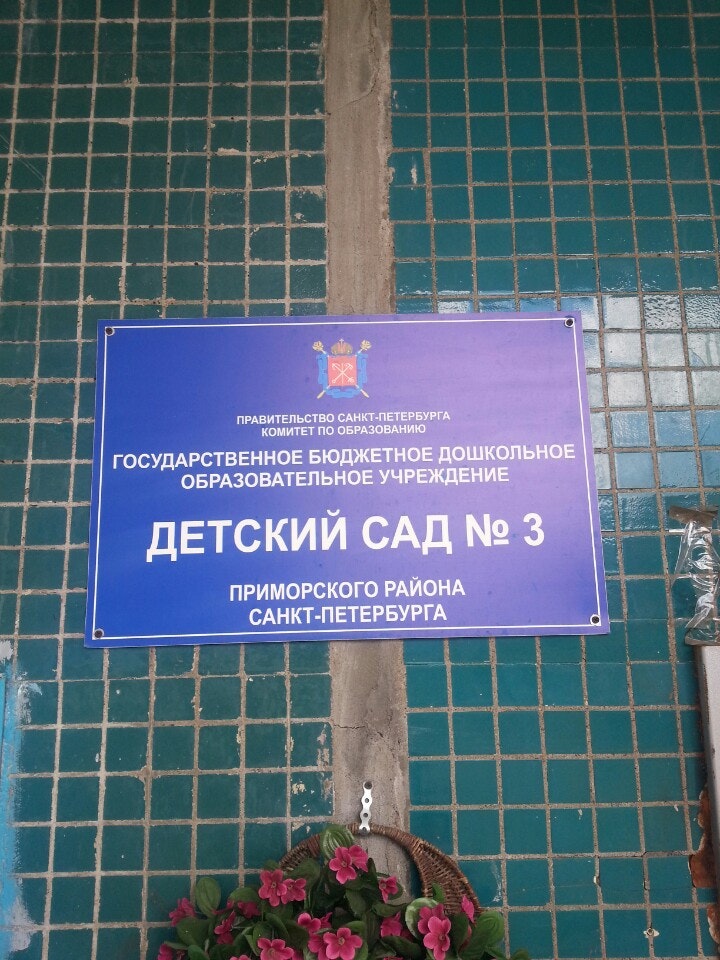 ПРАВИТЕЛЬСТВО САНКТ-ПЕТЕРБУРГА
КОМИТЕТ ПО ОБРАЗОВАНИЮ
ГОСУДАРСТВЕННОЕ БЮДЖЕТНОЕ ДОШКОЛЬНОЕ
ОБРАЗОВАТЕЛЬНОЕ УЧРЕЖДЕНИЕ
ДЕТСКИЙ САД № 3
ПРИМОРСКОГО РАЙОНА
САНКТ-ПЕТЕРБУРГА